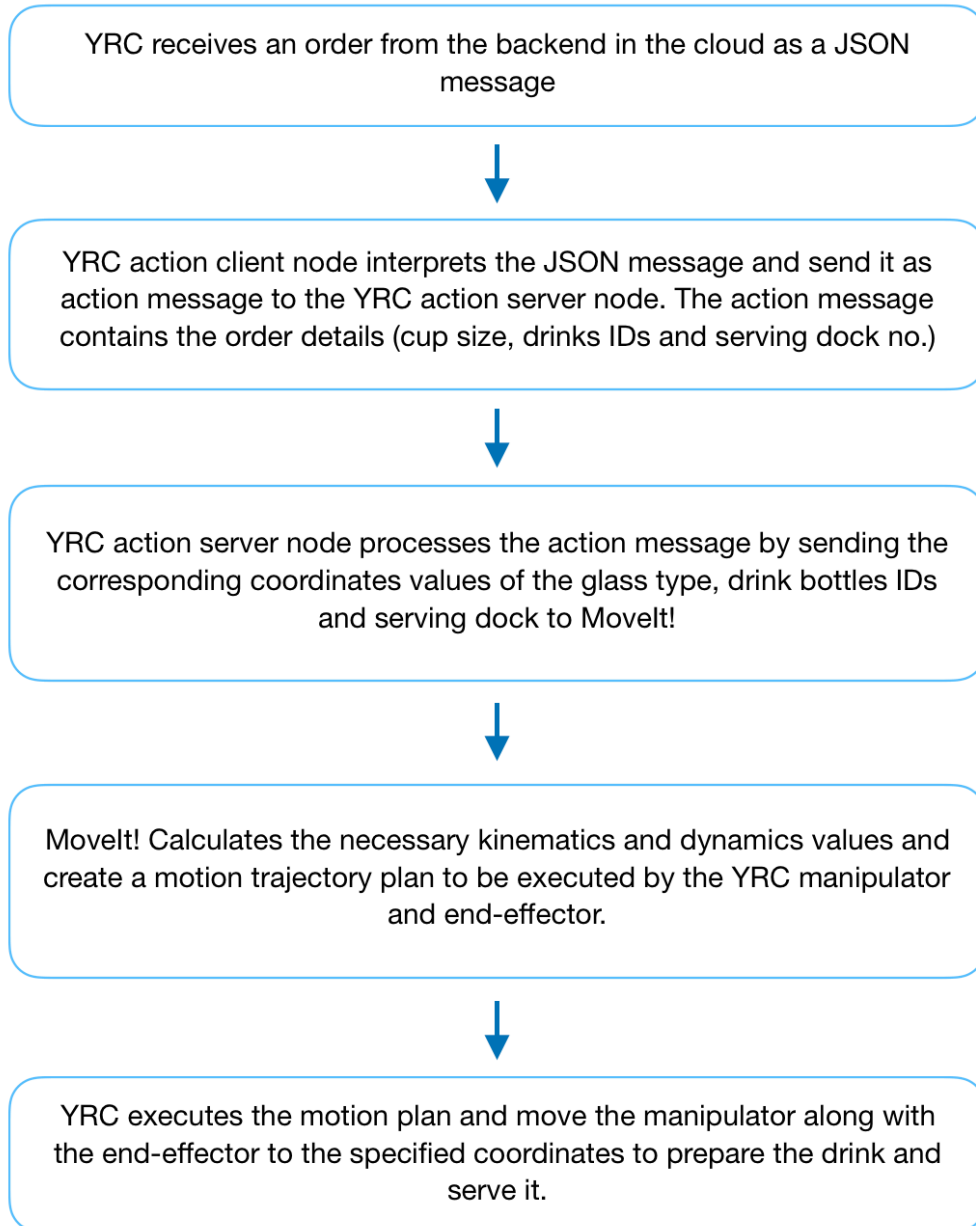 YRC receives an order from the backend in the cloud as a JSON
message
YRC action client node interprets the JSON message and send it as
action message to the YRC action server node. The action message
contains the order details (cup size, drinks IDs and serving dock no.)
YRC action server node processes the action message by sending the
corresponding coordinates values of the glass type, drink bottles IDs
and serving dock to MoveIt!
MoveIt! Calculates the necessary kinematics and dynamics values and
create a motion trajectory plan to be executed by the YRC manipulator
and end-effector.
YRC executes the motion plan and move the manipulator along with
the end-effector to the specified coordinates to prepare the drink and
serve it.